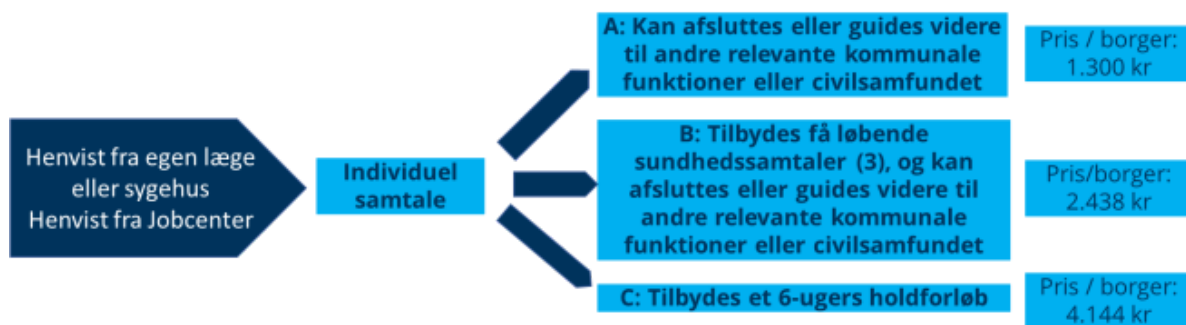 Henvist fra egen læge
eller sygehus
Henvist fra Jobcenter
Individuel
samtale
A: Kan afsluttes eller guides videre
til andre relevante kommunale
funktioner eller civilsamfundet
Pris / borger:
1.300 kr
B: Tilbydes få løbende
sundhedssamtaler (3), og kan
afsluttes eller guides videre til
andre relevante kommunale
funktioner eller civilsamfundet
Pris/borger:
2.438 kr
C: Tilbydes et 6-ugers holdforløb
Pris / borger:
4.144 kr